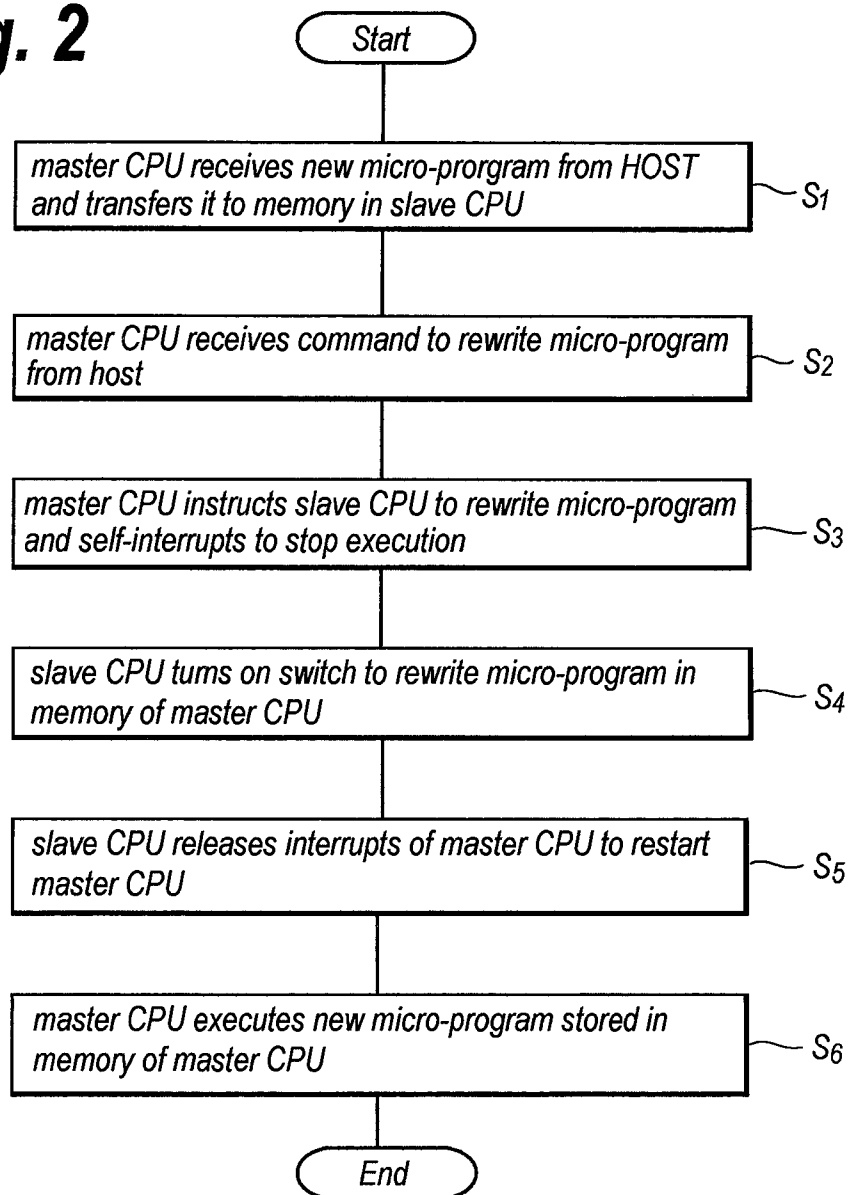 g. 2
Start
master CPU receives new micro-prorgram from HOST
and transfers it to memory in slave CPU
S1
master CPU receives command to rewrite micro-program
from host
S2
master CPU instructs slave CPU to rewrite micro-program
and self-interrupts to stop execution
S3
slave CPU turns on switch to rewrite micro-program in
memory of master CPU
S4
slave CPU releases interrupts of master CPU to restart
master CPU
S5
master CPU executes new micro-program stored in
memory of master CPU
S6
End